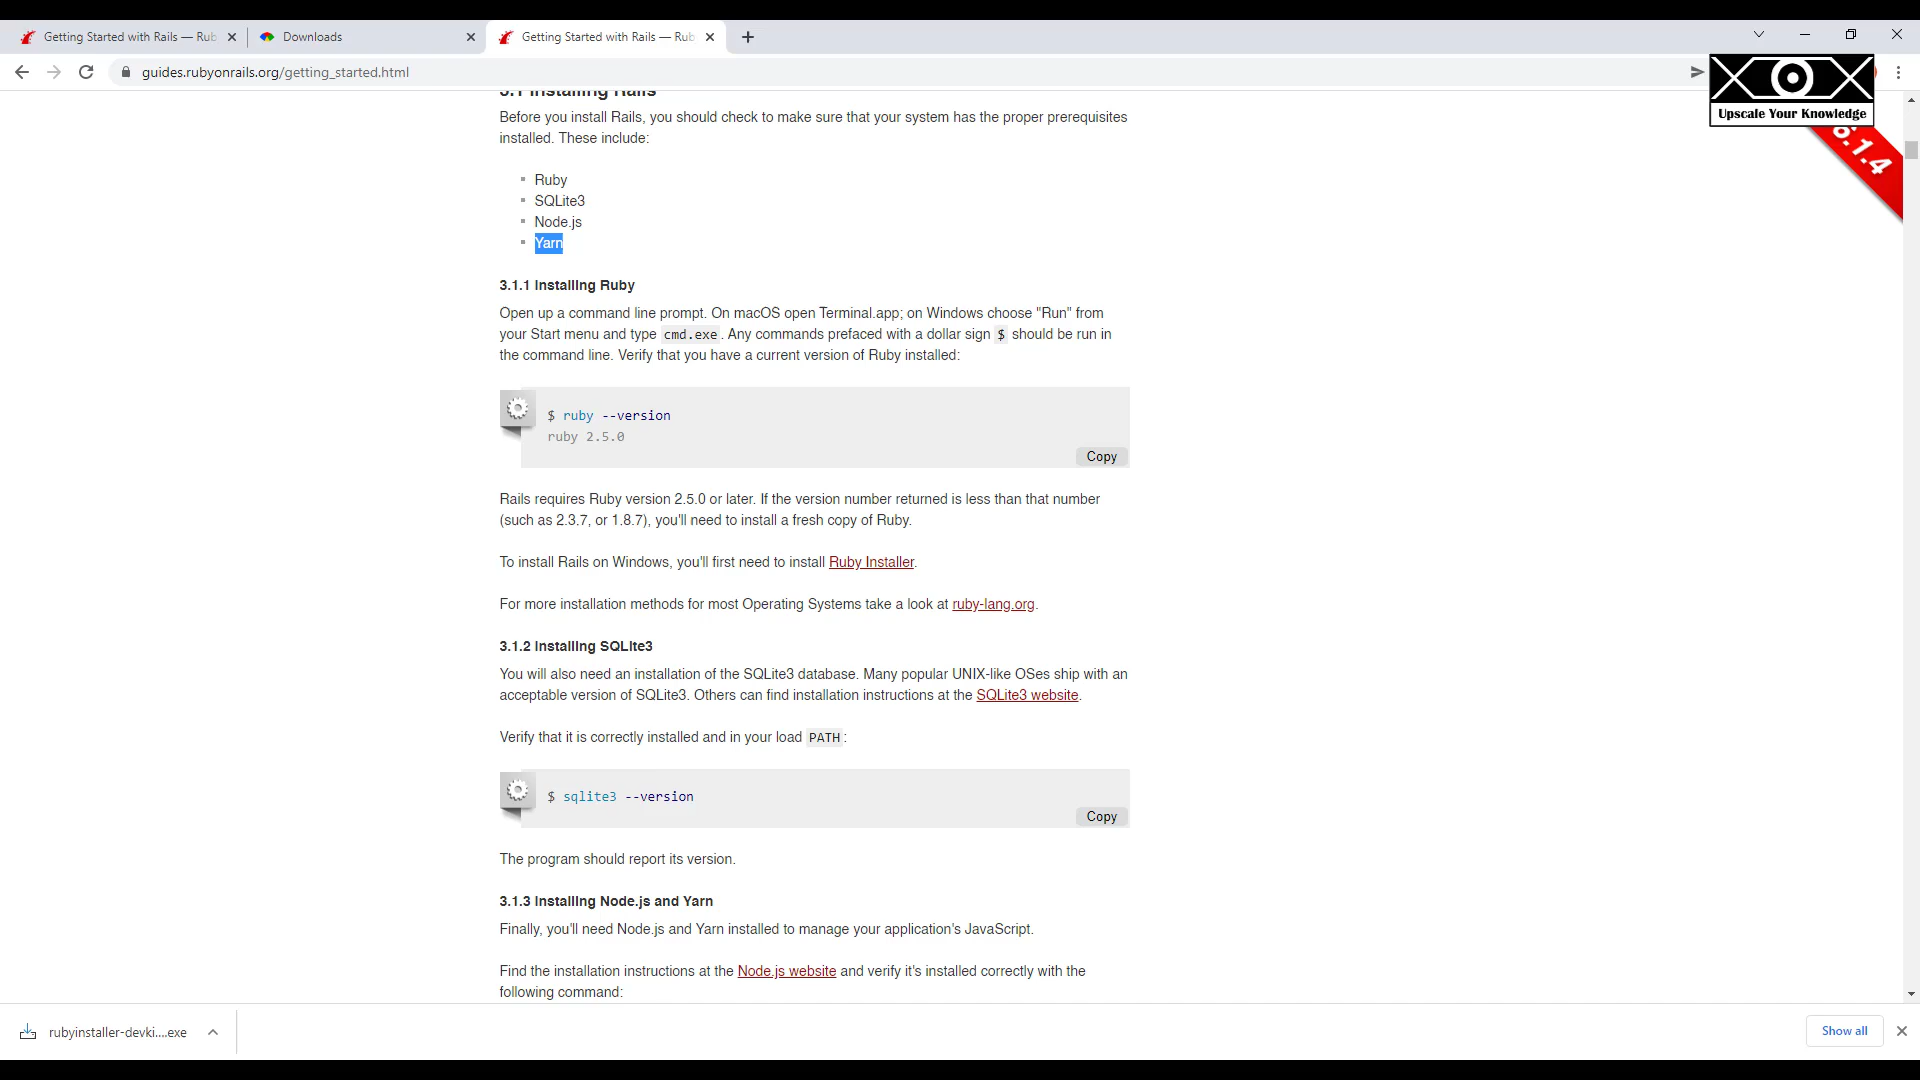 Getting Started with Rails — Rub
Downloads
Getting Started with Rails — Rub
guides.rubyonrails.org/getting_started.html
Upscale Your Knowledge
6.1.4
3.1 Installing Rails
Before you install Rails, you should check to make sure that your system has the proper prerequisites
installed. These include:
Ruby
SQLite3
Node.js
Yarn
3.1.1 Installing Ruby
Open up a command line prompt. On macOS open Terminal.app; on Windows choose "Run" from
your Start menu and type cmd.exe. Any commands prefaced with a dollar sign $ should be run in
the command line. Verify that you have a current version of Ruby installed:
$ ruby --version
ruby 2.5.0
Copy
Rails requires Ruby version 2.5.0 or later. If the version number returned is less than that number
(such as 2.3.7, or 1.8.7), you'll need to install a fresh copy of Ruby.
To install Rails on Windows, you'll first need to install Ruby Installer.
For more installation methods for most Operating Systems take a look at ruby-lang.org.
3.1.2 Installing SQLite3
You will also need an installation of the SQLite3 database. Many popular UNIX-like OSes ship with an
acceptable version of SQLite3. Others can find installation instructions at the SQLite3 website.
Verify that it is correctly installed and in your load PATH:
$ sqlite3 --version
Copy
The program should report its version.
3.1.3 Installing Node.js and Yarn
Finally, you'll need Node.js and Yarn installed to manage your application's JavaScript.
Find the installation instructions at the Node.js website and verify it's installed correctly with the
following command:
rubyinstaller-devki....exe
Show all